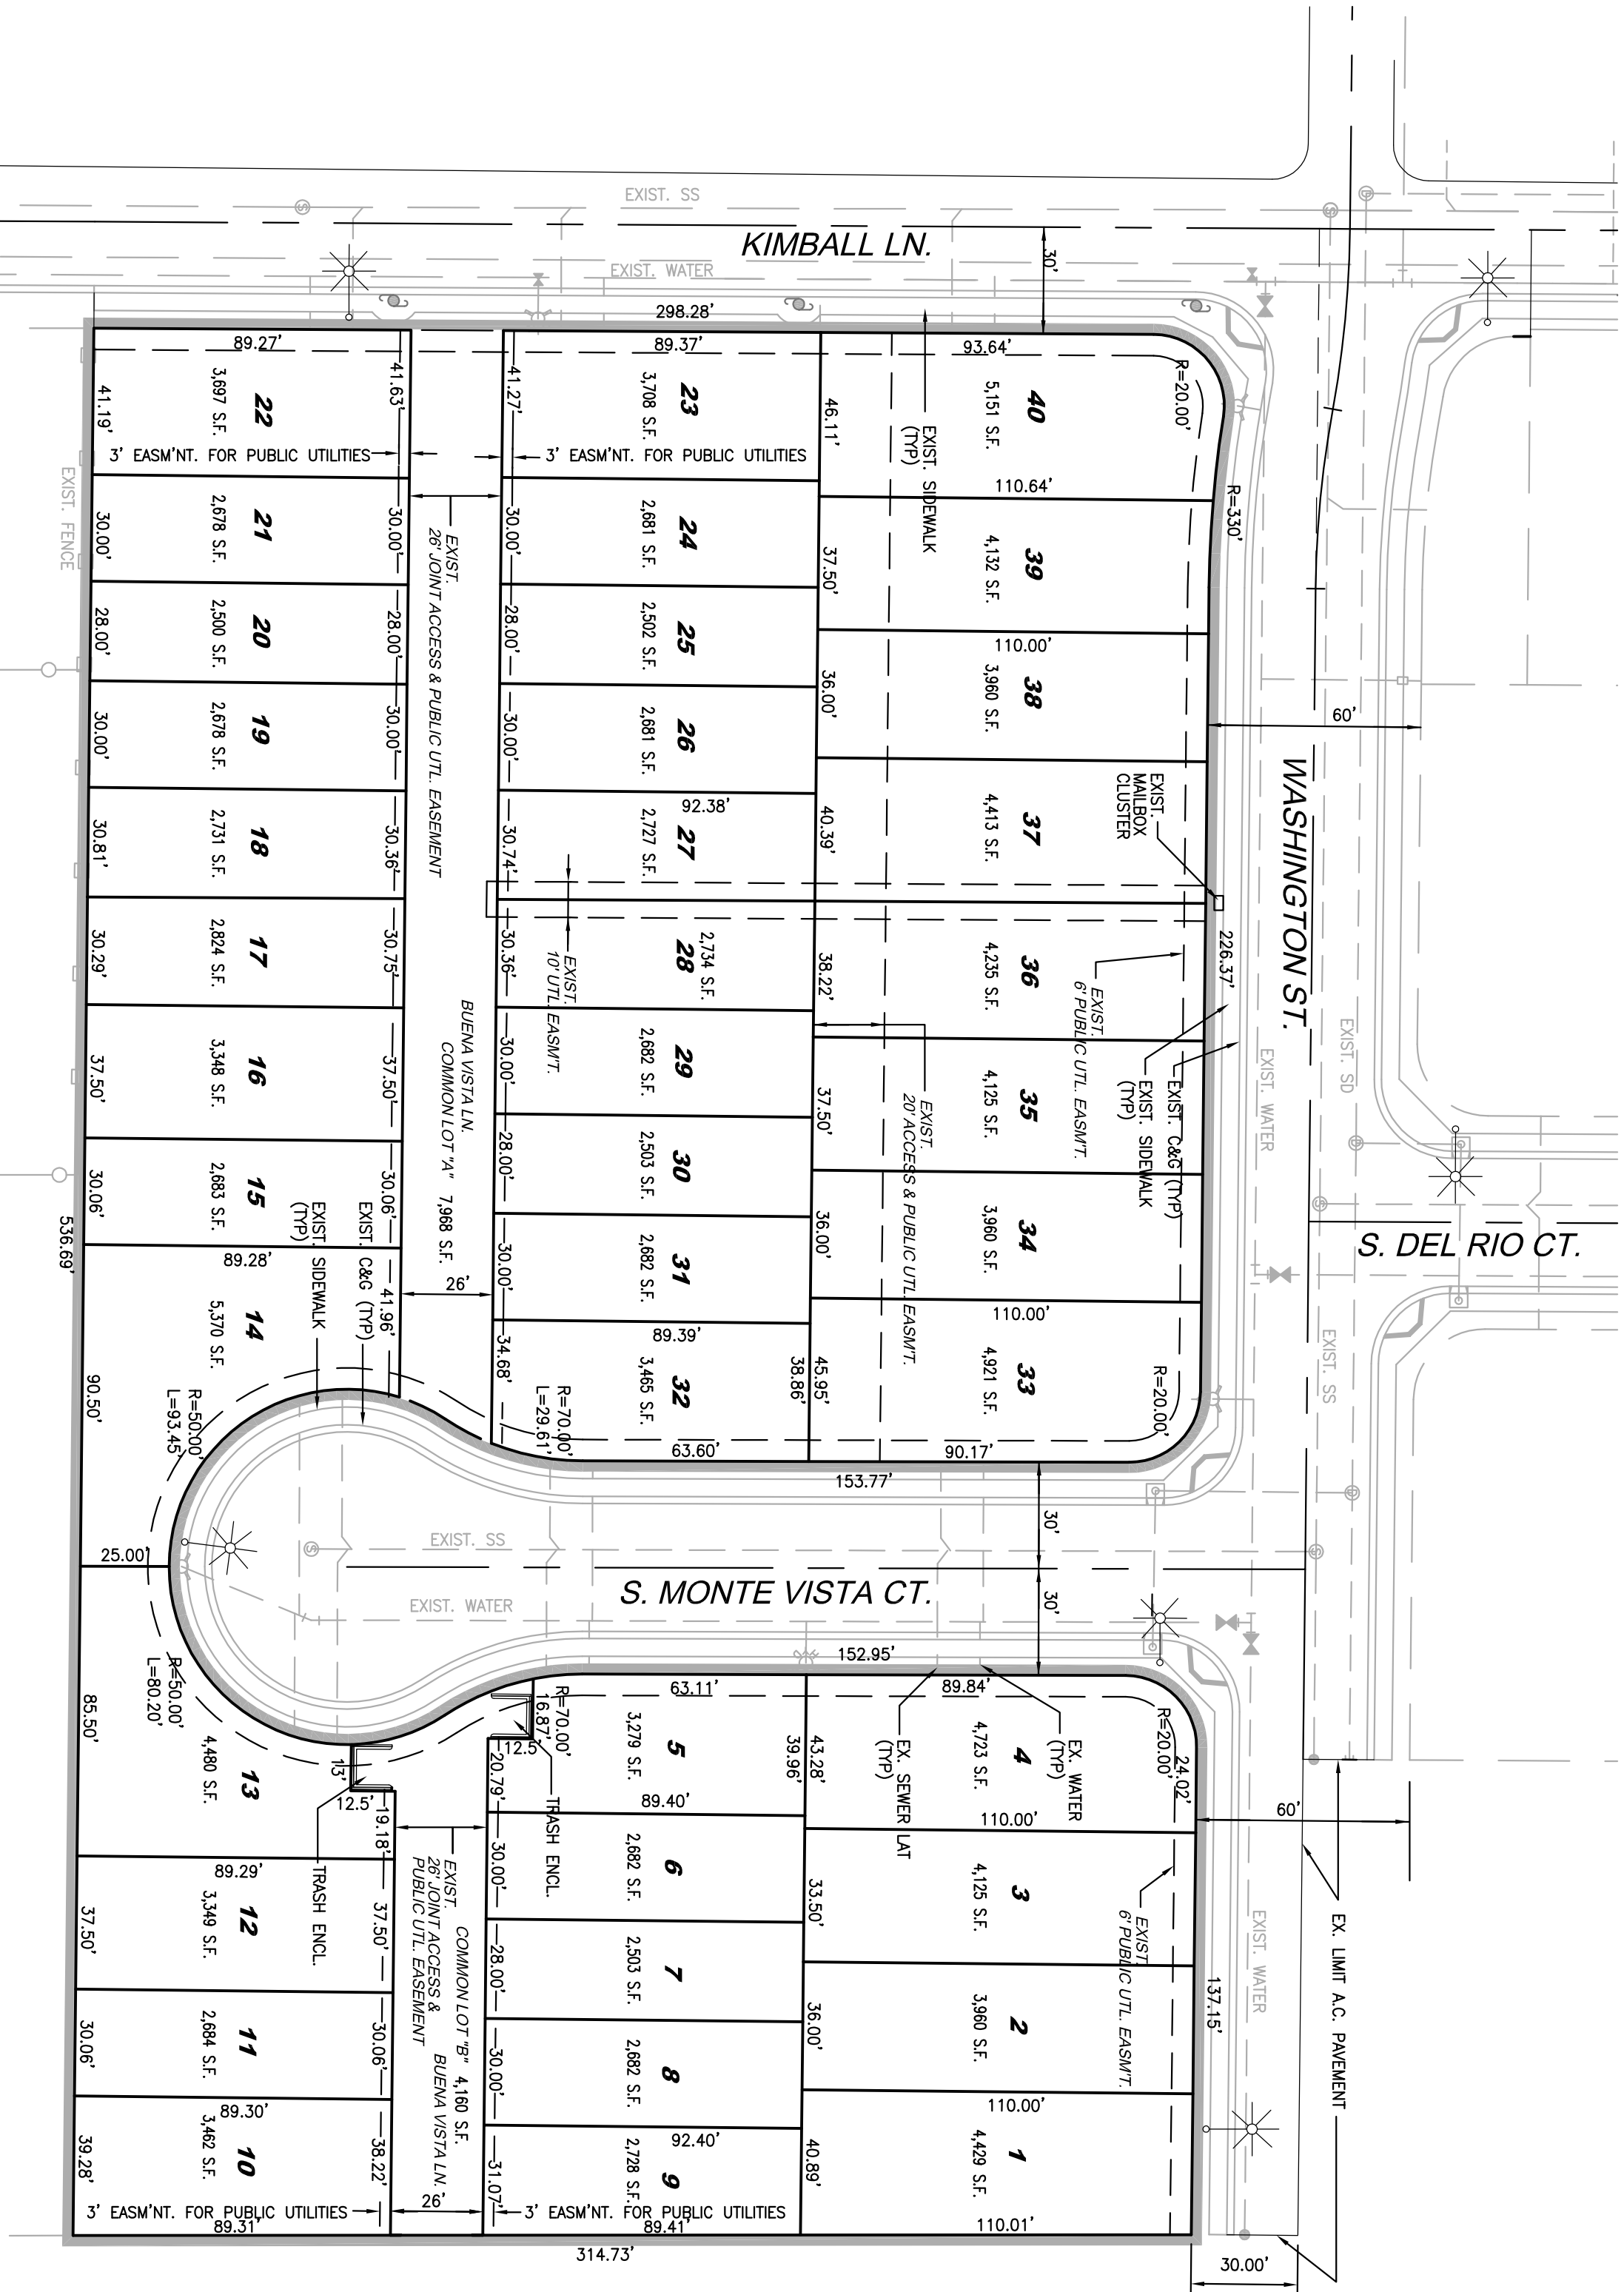 EXIST. SS
KIMBALL LN.
30'
EXIST. WATER
298.28'
89.27'
89.37'
93.64'
R=20.00'
41.19'
22
3,697 S.F.
41.63'
41.27'
23
3,708 S.F.
46.11'
40
5,151 S.F.
3' EASM'NT. FOR PUBLIC UTILITIES
3' EASM'NT. FOR PUBLIC UTILITIES
EXIST. SIDEWALK
(TYP)
110.64'
R=330'
EXIST. FENCE
30.00'
21
2,678 S.F.
30.00'
EXIST.
26' JOINT ACCESS & PUBLIC UTL. EASEMENT
30.00'
24
2,681 S.F.
37.50'
39
4,132 S.F.
28.00'
20
2,500 S.F.
28.00'
28.00'
25
2,502 S.F.
110.00'
36.00'
38
3,960 S.F.
60'
30.00'
19
2,678 S.F.
30.00'
30.00'
26
2,681 S.F.
WASHINGTON ST.
EXIST.
MAILBOX
CLUSTER
92.38'
30.81'
18
2,731 S.F.
30.36'
30.74'
27
2,727 S.F.
40.39'
37
4,413 S.F.
30.29'
17
2,824 S.F.
30.75'
30.36'
28
2,734 S.F.
EXIST.
10' UTL. EASM'T.
38.22'
36
4,235 S.F.
226.37'
EXIST.
6' PUBLIC UTL. EASM'T.
37.50'
16
3,348 S.F.
37.50'
BUENA VISTA LN.
COMMON LOT "A" 7,968 S.F.
30.00'
29
2,682 S.F.
EXIST.
20' ACCESS & PUBLIC UTL. EASM'T.
37.50'
35
4,125 S.F.
EXIST. C&G (TYP)
EXIST. SIDEWALK
(TYP)
EXIST. WATER
EXIST. SD
30.06'
15
2,683 S.F.
30.06'
28.00'
30
2,503 S.F.
36.00'
34
3,960 S.F.
S. DEL RIO CT.
536.69'
89.28'
EXIST. SIDEWALK
(TYP)
EXIST. C&G (TYP)
26'
30.00'
31
2,682 S.F.
110.00'
90.50'
14
5,370 S.F.
41.96'
34.68'
89.39'
32
3,465 S.F.
38.86'
45.95'
33
4,921 S.F.
R=20.00'
EXIST. SS
R=50.00'
L=93.45'
R=70.00'
L=29.61'
63.60'
90.17'
153.77'
30'
25.00'
EXIST. SS
S. MONTE VISTA CT.
30'
EXIST. WATER
152.95'
R=50.00'
L=80.20'
63.11'
89.84'
R=70.00'
16.87'
12.5'
R=20.00'
24.02'
85.50'
13
4,480 S.F.
13'
12.5'
19.18'
TRASH ENCL.
TRASH ENCL.
20.79'
5
3,279 S.F.
39.96'
43.28'
4
4,723 S.F.
EX. SEWER LAT
(TYP)
EX. WATER
(TYP)
89.40'
110.00'
60'
89.29'
37.50'
12
3,349 S.F.
37.50'
30.00'
6
2,682 S.F.
33.50'
3
4,125 S.F.
EXIST.
6' PUBLIC UTL. EASM'T.
EXIST. WATER
EX. LIMIT A.C. PAVEMENT
EXIST.
26' JOINT ACCESS &
PUBLIC UTL. EASEMENT
COMMON LOT "B" 4,160 S.F.
BUENA VISTA LN.
28.00'
7
2,503 S.F.
137.15'
30.06'
11
2,684 S.F.
30.06'
30.00'
8
2,682 S.F.
36.00'
2
3,960 S.F.
89.30'
92.40'
110.00'
39.28'
10
3,462 S.F.
38.22'
31.07'
9
2,728 S.F.
40.89'
1
4,429 S.F.
26'
3' EASM'NT. FOR PUBLIC UTILITIES
3' EASM'NT. FOR PUBLIC UTILITIES
89.31'
89.41'
110.01'
314.73'
30.00'